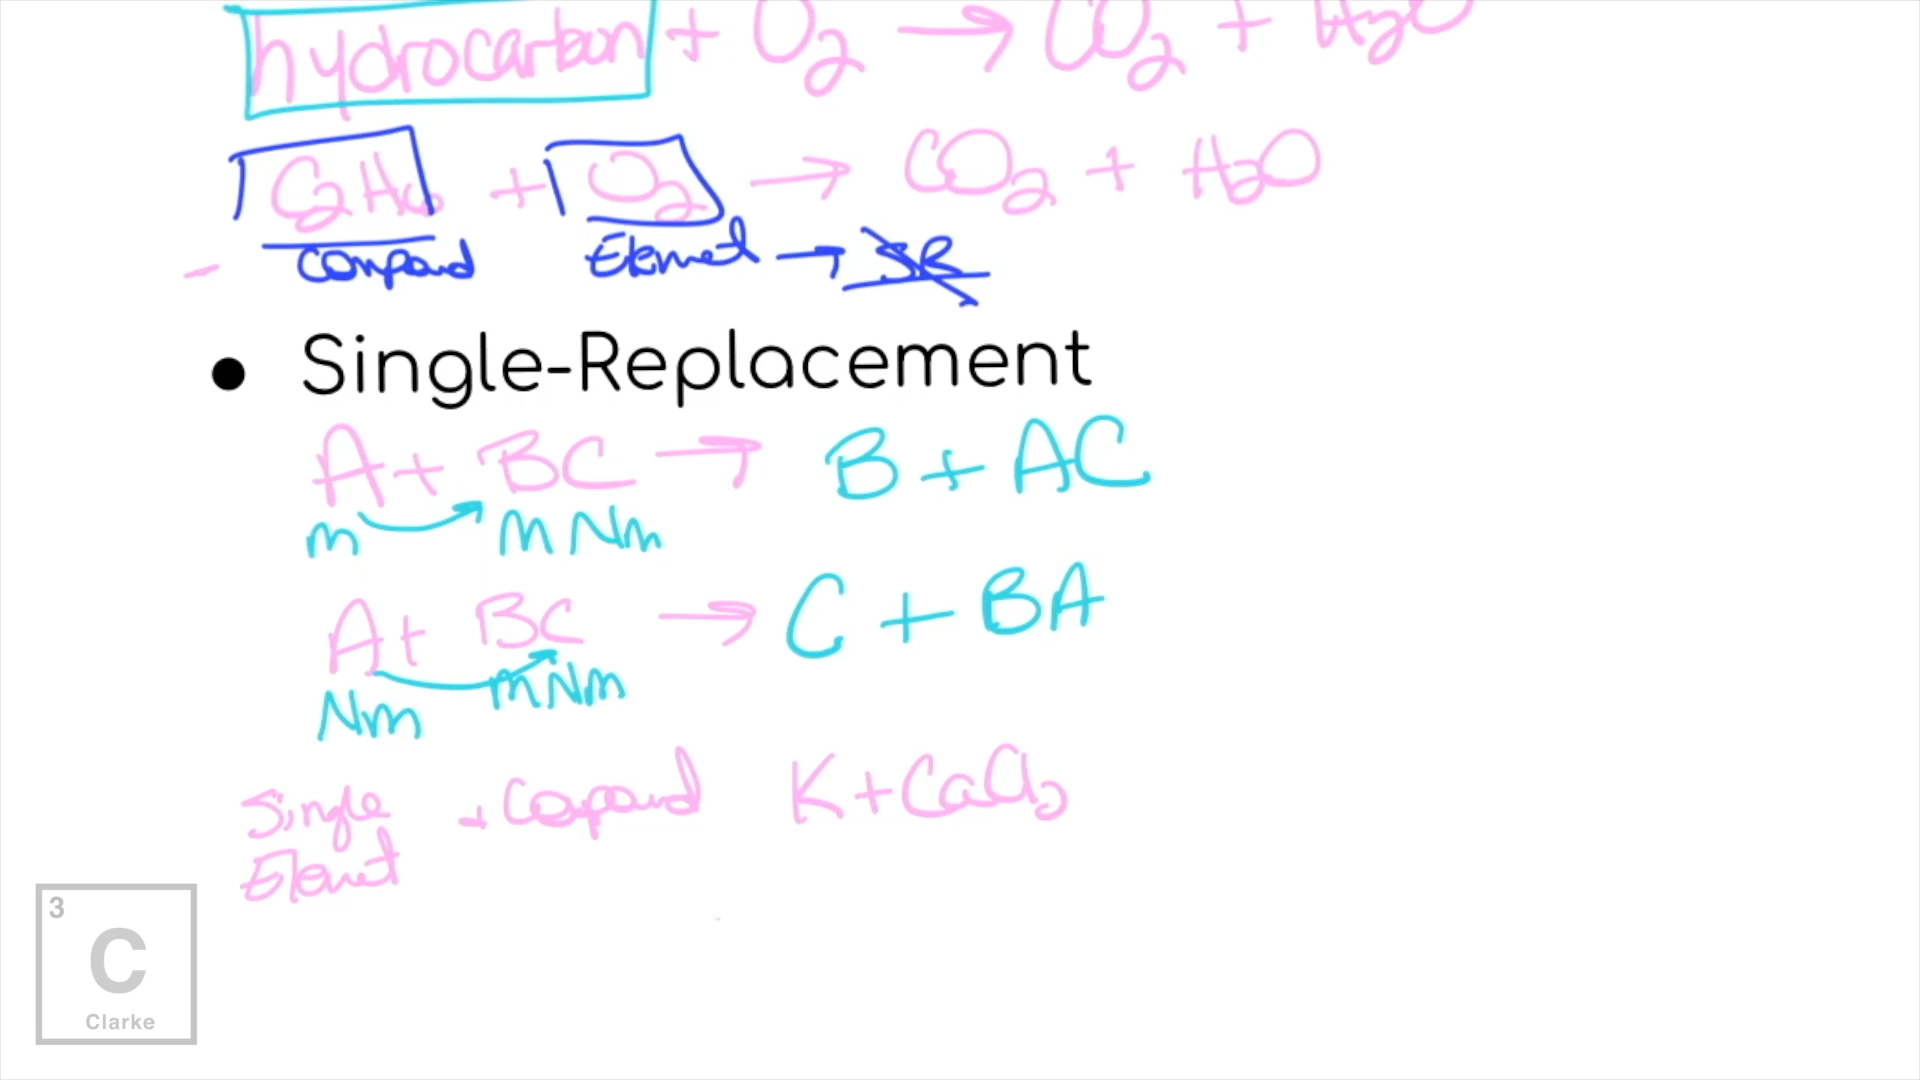 hydrocarbon + O2 → CO2 + H2O
C2H6 + O2 → CO2 + H2O
Compound Element → SR
● Single-Replacement
A + BC → B + AC
m m Nm
A + BC → C + BA
Nm m Nm
Single + Compound K + CaCl2
Element
3
C
Clarke